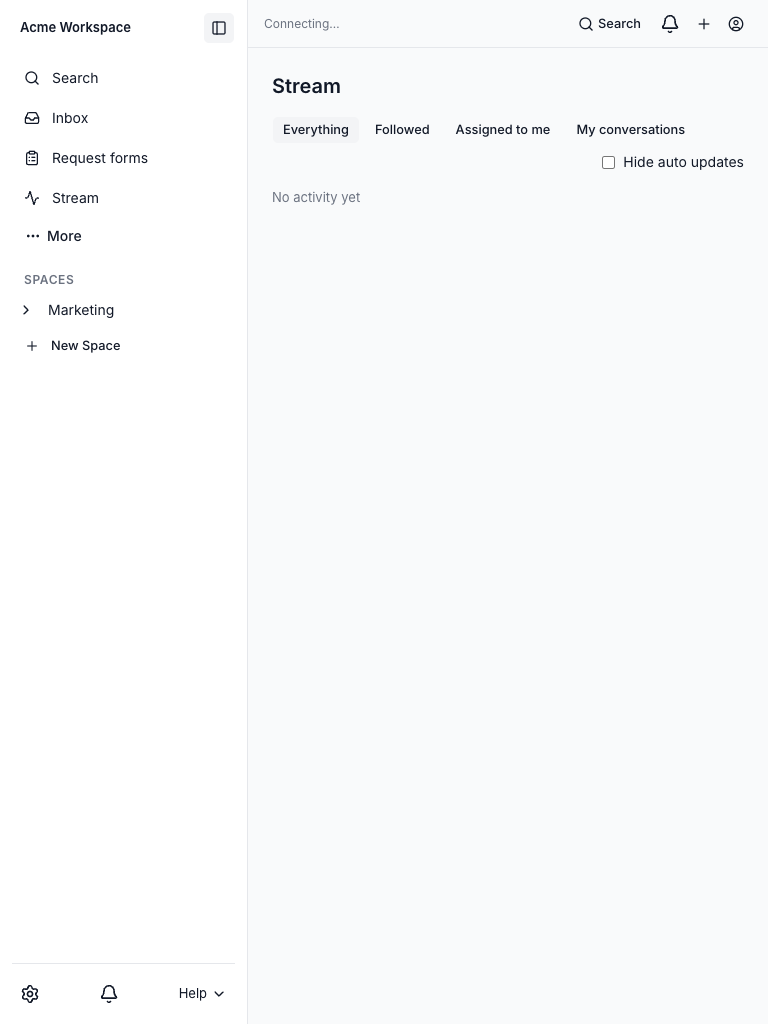 Acme Workspace
Search
Inbox
Request forms
Stream
More
SPACES
Marketing
New Space
Help
Connecting...
Search
Stream
Everything
Followed
Assigned to me
My conversations
Hide auto updates
No activity yet